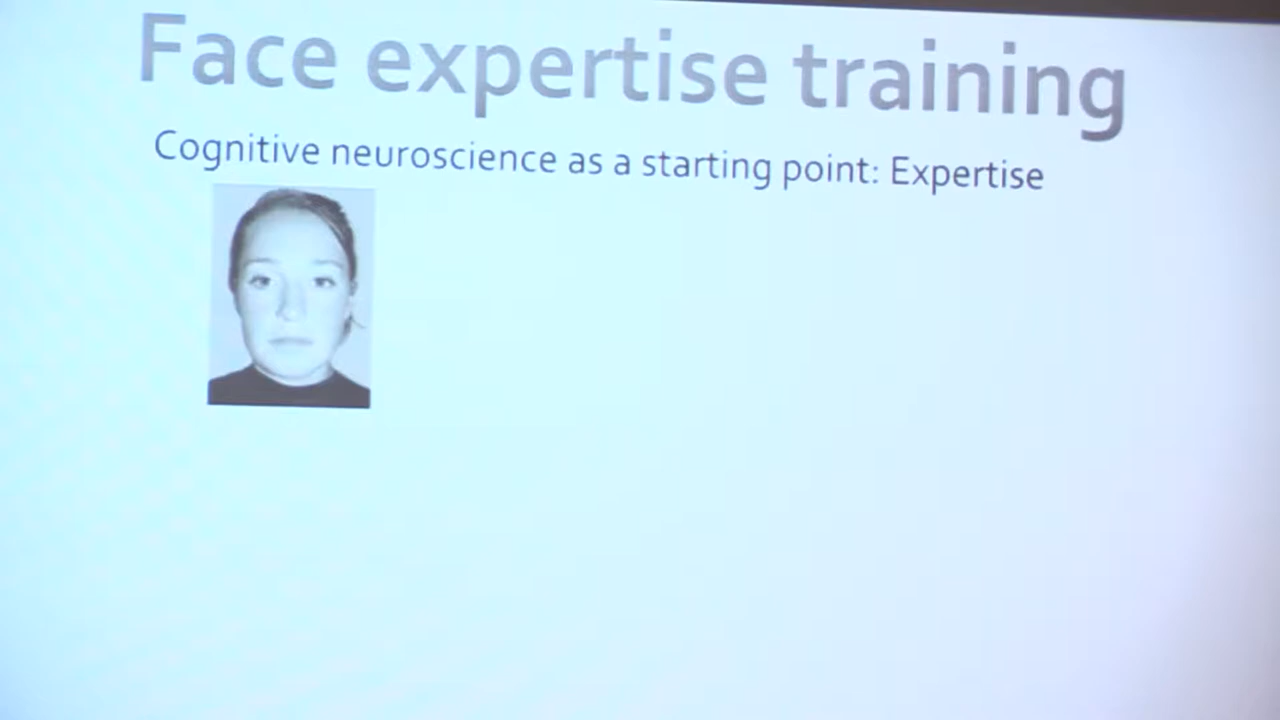 Face expertise training
Cognitive neuroscience as a starting point: Expertise